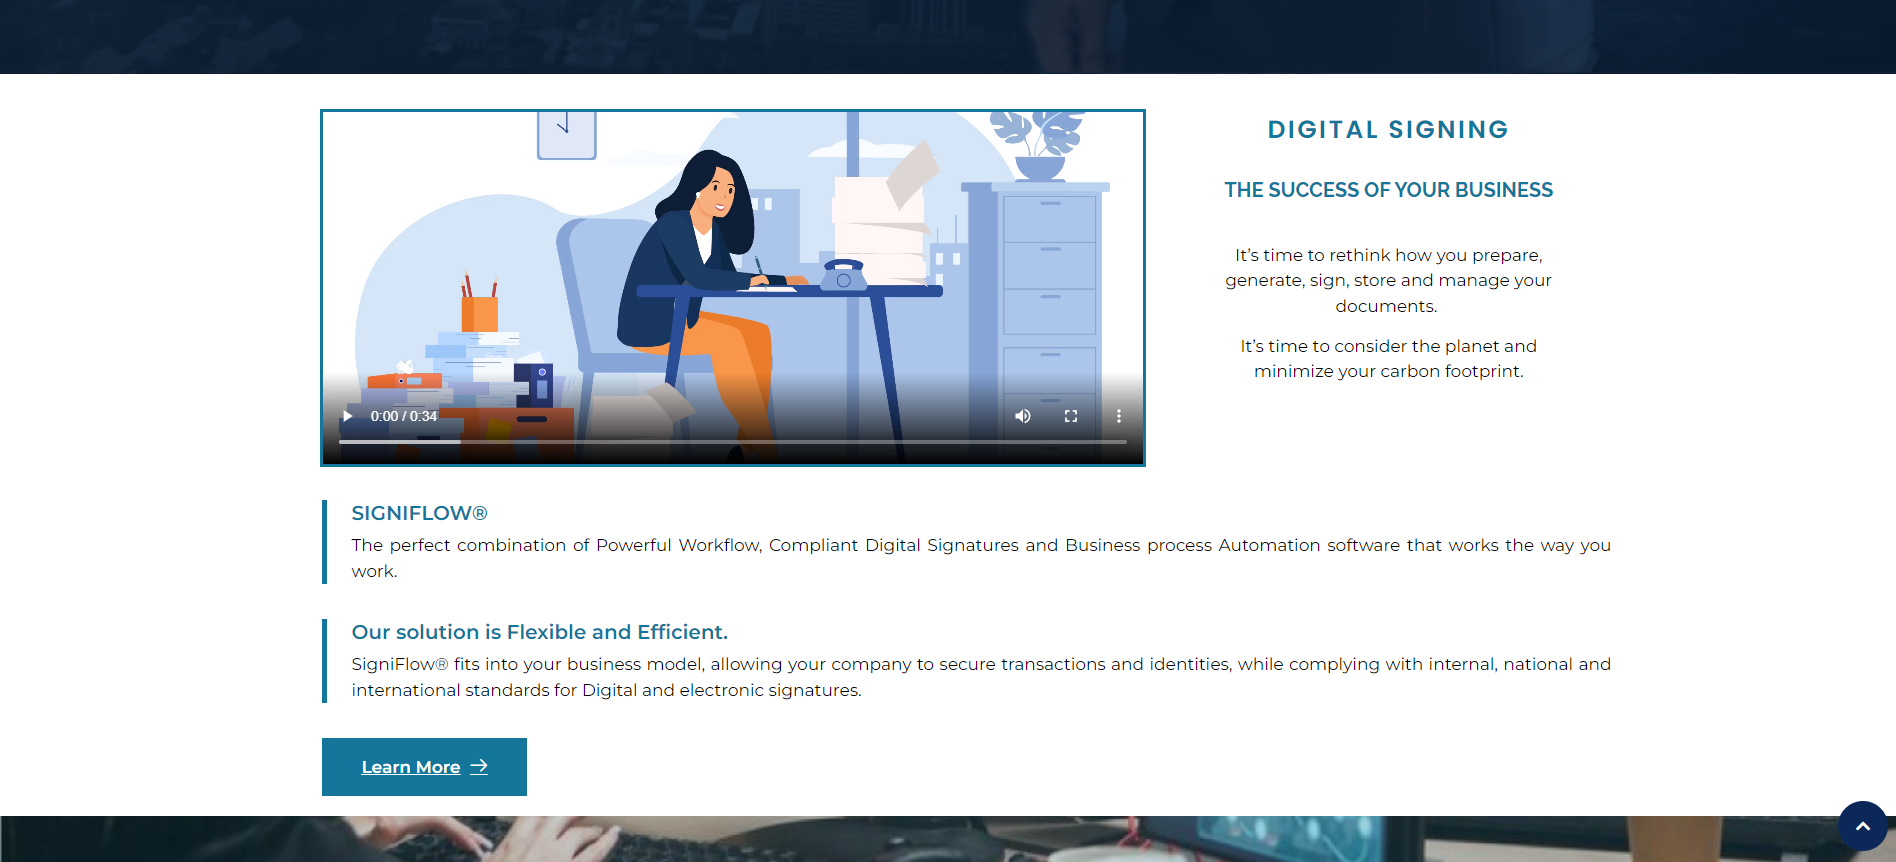 DIGITAL SIGNING
THE SUCCESS OF YOUR BUSINESS
It’s time to rethink how you prepare,
generate, sign, store and manage your
documents.
It’s time to consider the planet and
minimize your carbon footprint.
0:00 / 0:34
SIGNIFLOW®
The perfect combination of Powerful Workflow, Compliant Digital Signatures and Business process Automation software that works the way you
work.
Our solution is Flexible and Efficient.
SigniFlow® fits into your business model, allowing your company to secure transactions and identities, while complying with internal, national and
international standards for Digital and electronic signatures.
Learn More